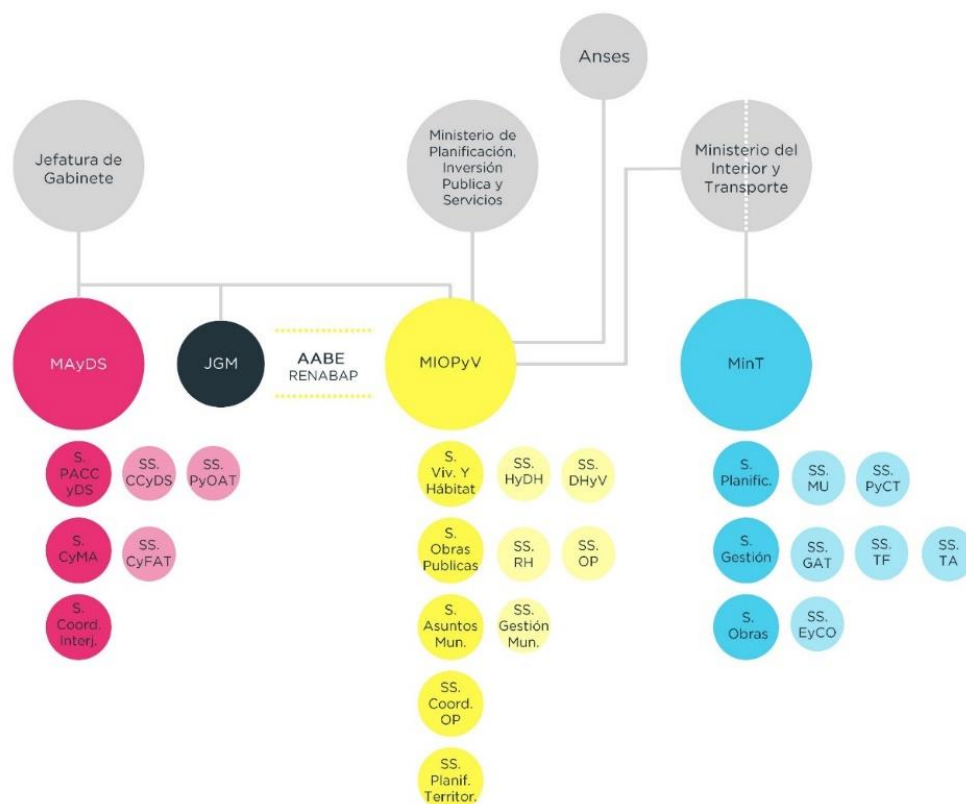 Anses
Jefatura de
Gabinete
Ministerio de
Planificación,
Inversión
Publica y
Servicios
Ministerio del
Interior y
Transporte
MAyDS
JGM
AABE
RENABAP
MIOPyV
MinT
S.
PACC
yDS
SS.
CCyDS
SS.
PyOAT
S.
Viv. Y
Hábitat
SS.
HyDH
SS.
DHyV
S.
Planific.
SS.
MU
SS.
PyCT
S.
CyMA
SS.
CyFAT
S.
Obras
Publicas
SS.
RH
SS.
OP
S.
Gestión
SS.
GAT
SS.
TF
SS.
TA
S.
Coord.
Interj.
S.
Asuntos
Mun.
SS.
Gestión
Mun.
S.
Obras
SS.
EyCO
SS.
Coord.
OP
SS.
Planif.
Territor.